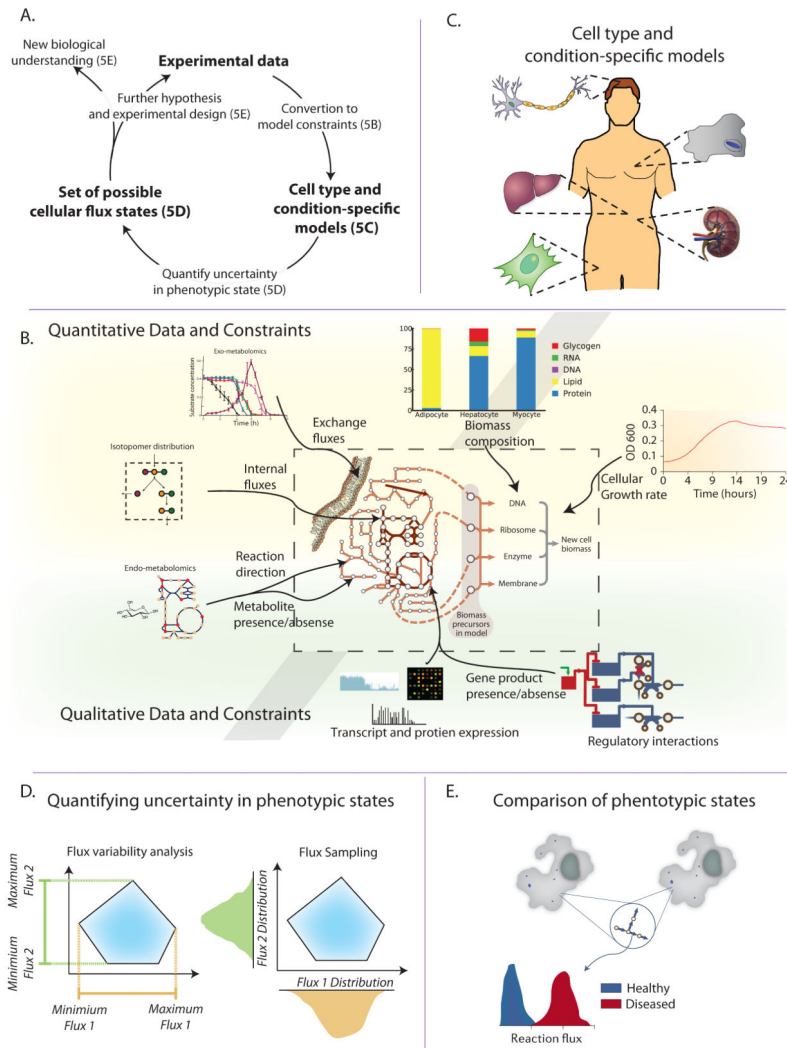 A.
New biological
understanding (5E)
Experimental data
Further hypothesis
and experimental design (5E)
Convertion to
model constraints (5B)
Set of possible
cellular flux states (5D)
Cell type and
condition-specific
models (5C)
Quantify uncertainty
in phenotypic state (5D)
C.
Cell type and
condition-specific models
B.
Quantitative Data and Constraints
Exo-metabolomics
Substrate concentration
Time (h)
100
75
50
25
0
Adipocyte
Hepatocyte
Myocyte
Glycogen
RNA
DNA
Lipid
Protein
Biomass
composition
OD 600
0.4
0.3
0.2
0.1
0
0
4
9
14
19
24
Time (hours)
Cellular
Growth rate
Exchange
fluxes
Isotopomer distribution
Internal
fluxes
DNA
Ribosome
Enzyme
Membrane
New cell
biomass
Reaction
direction
Endo-metabolomics
Metabolite
presence/absense
Biomass
precursors
in model
Gene product
presence/absense
Qualitative Data and Constraints
Transcript and protien expression
Regulatory interactions
D.
Quantifying uncertainty in phenotypic states
Flux variability analysis
Maximum
Flux 2
Minimium
Flux 2
Minimium
Flux 1
Maximum
Flux 1
Flux Sampling
Flux 2 Distribution
Flux 1 Distribution
E.
Comparison of phentotypic states
Healthy
Diseased
Reaction flux